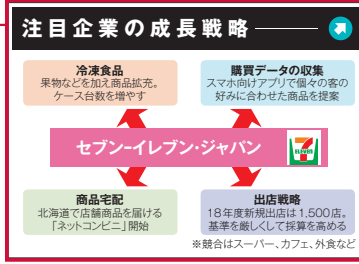 注目企業の成長戦略
冷凍食品
果物などを加え商品拡充。
ケース台数を増やす
購買データの収集
スマホ向けアプリで個々の客の
好みに合わせた商品を提案
セブン-イレブン・ジャパン
ELEVEN
商品宅配
北海道で店舗商品を届ける
「ネットコンビニ」開始
出店戦略
18年度新規出店は1,500店。
基準を厳しくして採算を高める
※競合はスーパー、カフェ、外食など